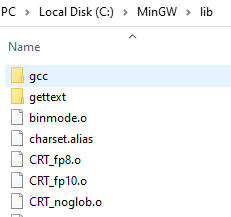 PC > Local Disk (C:) > MinGW > lib
Name
gcc
gettext
binmode.o
charset.alias
CRT_fp8.o
CRT_fp10.o
CRT_noglob.o